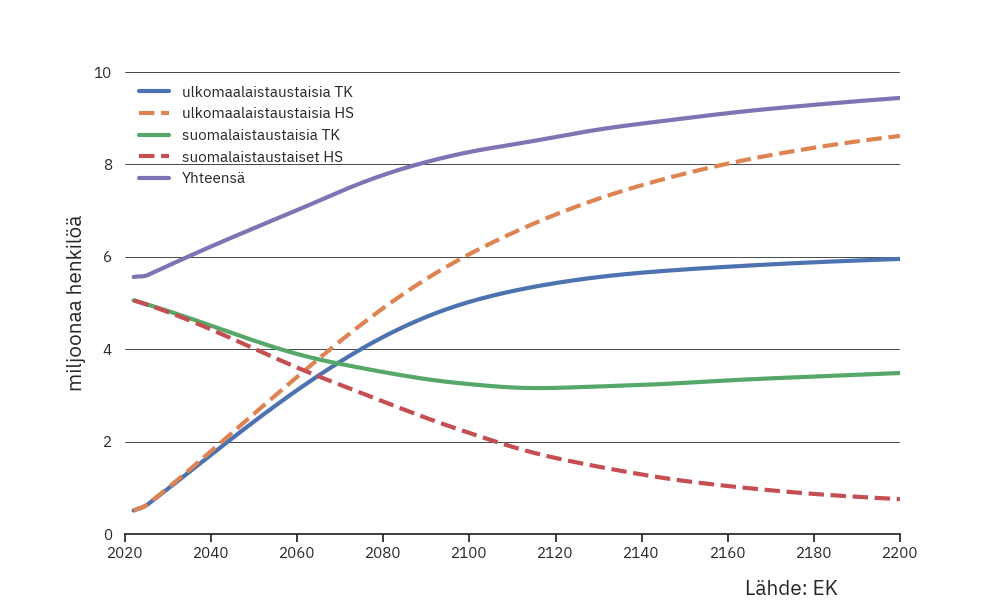 10
8
6
4
2
0
miljoonaa henkilöä
ulkomaalaistaustaisia TK
ulkomaalaistaustaisia HS
suomalaistaustaisia TK
suomalaistaustaiset HS
Yhteensä
2020 2040 2060 2080 2100 2120 2140 2160 2180 2200
Lähde: EK